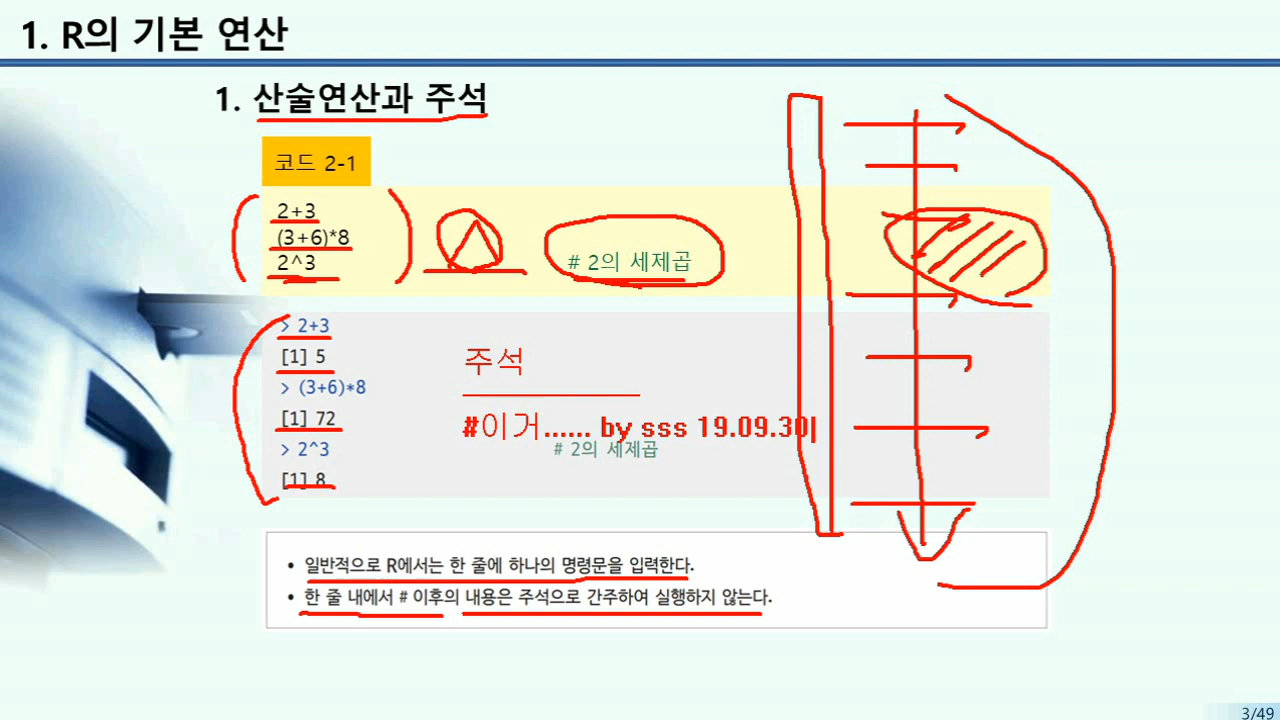 1. R의 기본 연산
1. 산술연산과 주석
코드 2-1
2+3
(3+6)*8
2^3 # 2의 세제곱
> 2+3
[1] 5
> (3+6)*8
[1] 72
> 2^3 # 2의 세제곱
[1] 8
주석
#이거...... by sss 19.09.30
• 일반적으로 R에서는 한 줄에 하나의 명령문을 입력한다.
• 한 줄 내에서 # 이후의 내용은 주석으로 간주하여 실행하지 않는다.
3/49